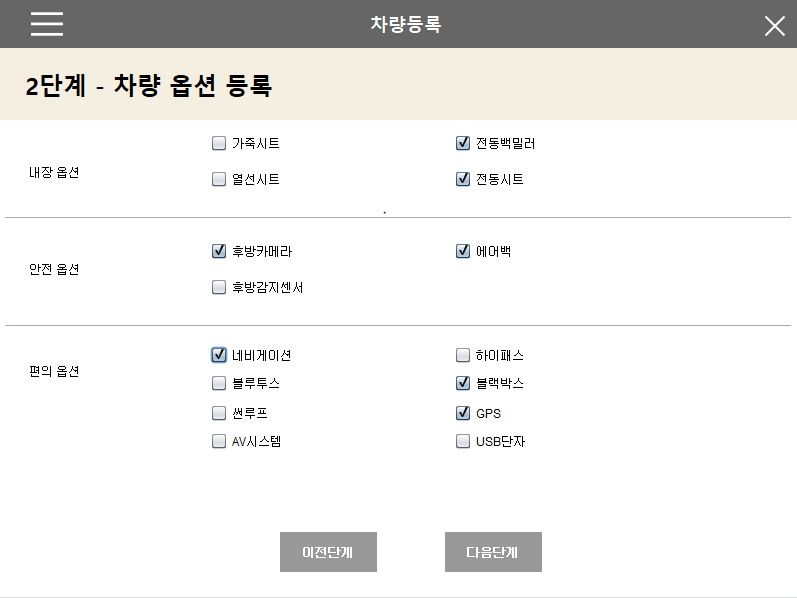 차량등록
2단계 - 차량 옵션 등록
가죽시트 전동백밀러
내장 옵션
열선시트 전동시트
후방카메라 에어백
안전 옵션
후방감지센서
네비게이션 하이패스
편의 옵션
블루투스 블랙박스
썬루프 GPS
AV시스템 USB단자
이전단계 다음단계